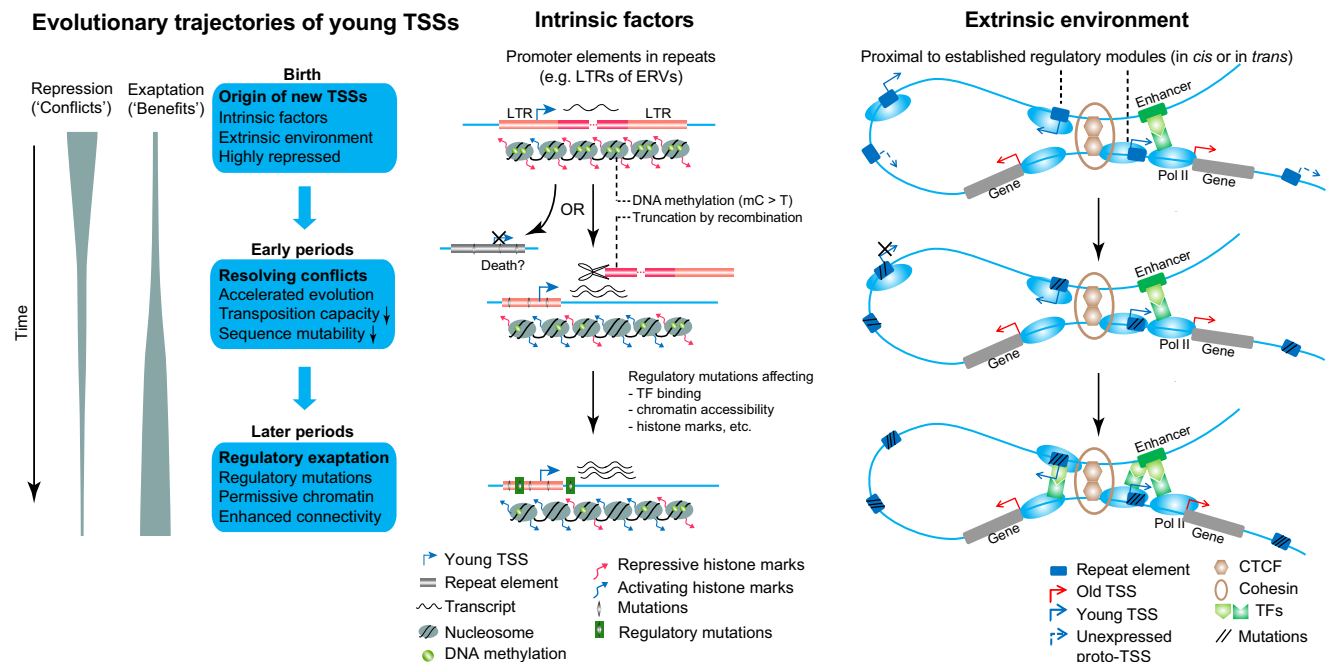 Evolutionary trajectories of young TSSs
Repression
('Conflicts')
Exaptation
('Benefits')
Time
Birth
Origin of new TSSs
Intrinsic factors
Extrinsic environment
Highly repressed
Early periods
Resolving conflicts
Accelerated evolution
Transposition capacity
Sequence mutability
Later periods
Regulatory exaptation
Regulatory mutations
Permissive chromatin
Enhanced connectivity
Intrinsic factors
Promoter elements in repeats
(e.g. LTRs of ERVs)
LTR
LTR
OR
DNA methylation (mC > T)
Truncation by recombination
Death?
Regulatory mutations affecting
- TF binding
- chromatin accessibility
- histone marks, etc.
Young TSS
Repeat element
Transcript
Nucleosome
DNA methylation
Repressive histone marks
Activating histone marks
Mutations
Regulatory mutations
Extrinsic environment
Proximal to established regulatory modules (in cis or in trans)
Enhancer
Gene
Pol II
Gene
Enhancer
Gene
Pol II
Gene
Enhancer
Gene
Pol II
Gene
Repeat element
Old TSS
Young TSS
Unexpressed
proto-TSS
CTCF
Cohesin
TFs
Mutations